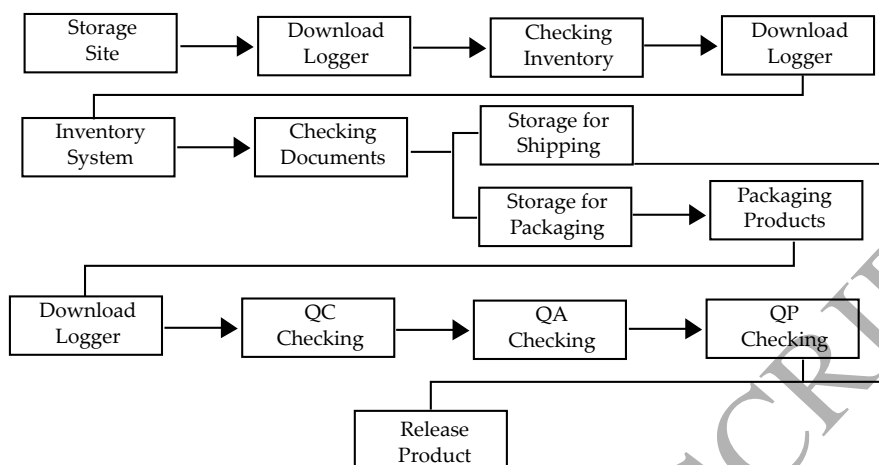 Storage
Site
Download
Logger
Checking
Inventory
Download
Logger
Inventory
System
Checking
Documents
Storage for
Shipping
Storage for
Packaging
Packaging
Products
Download
Logger
QC
Checking
QA
Checking
QP
Checking
Release
Product